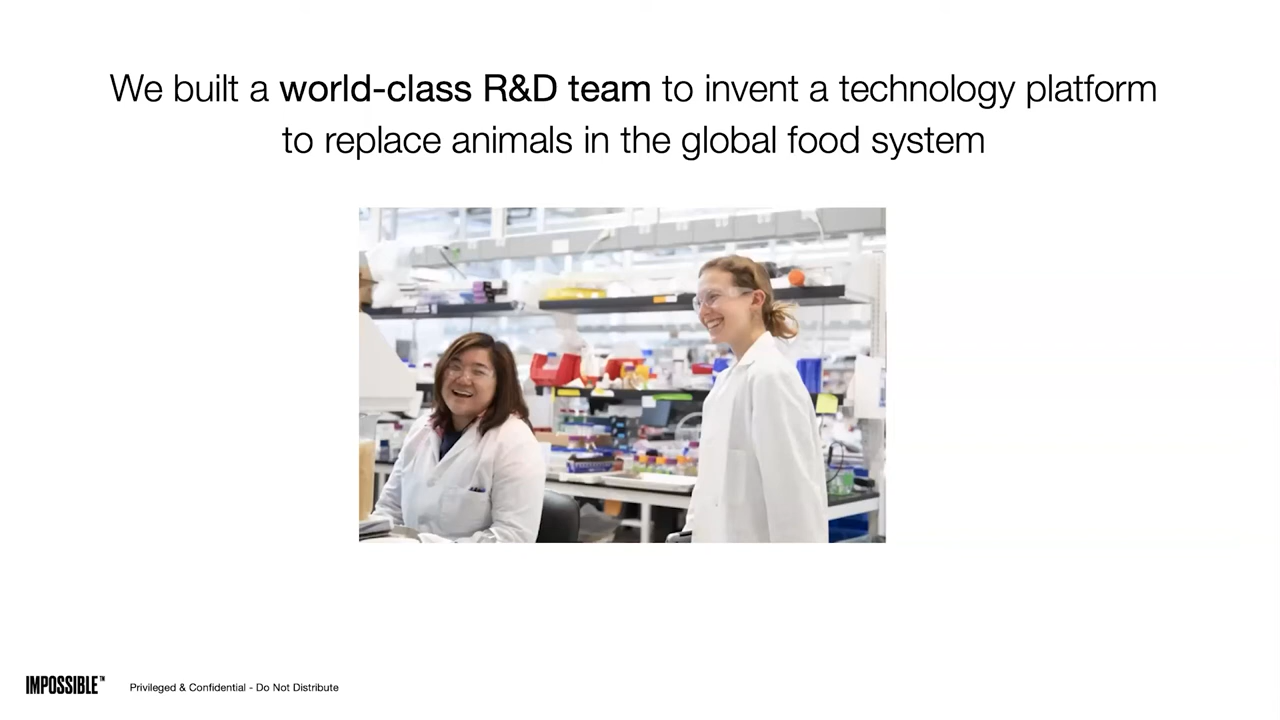 We built a world-class R&D team to invent a technology platform
to replace animals in the global food system
IMPOSSIBLE™
Privileged & Confidential - Do Not Distribute